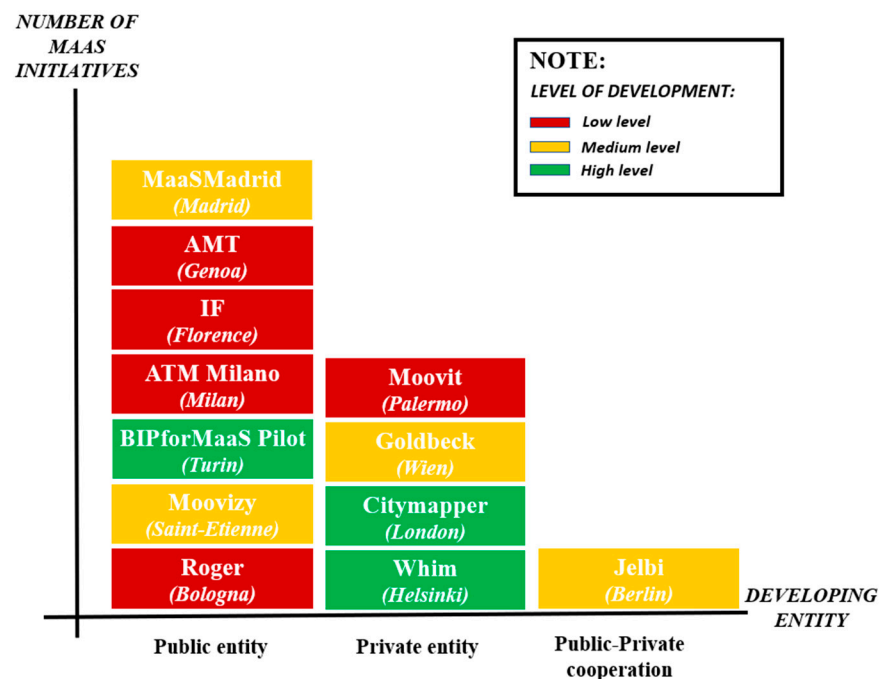 NUMBER OF
MAAS
INITIATIVES
NOTE:
LEVEL OF DEVELOPMENT:
Low level
Medium level
High level
MaaSMadrid
(Madrid)
AMT
(Genoa)
IF
(Florence)
ATM Milano
(Milan)
Moovit
(Palermo)
BIPforMaaS Pilot
(Turin)
Goldbeck
(Wien)
Moovizy
(Saint-Etienne)
Citymapper
(London)
Roger
(Bologna)
Whim
(Helsinki)
Jelbi
(Berlin)
DEVELOPING
ENTITY
Public entity
Private entity
Public-Private
cooperation